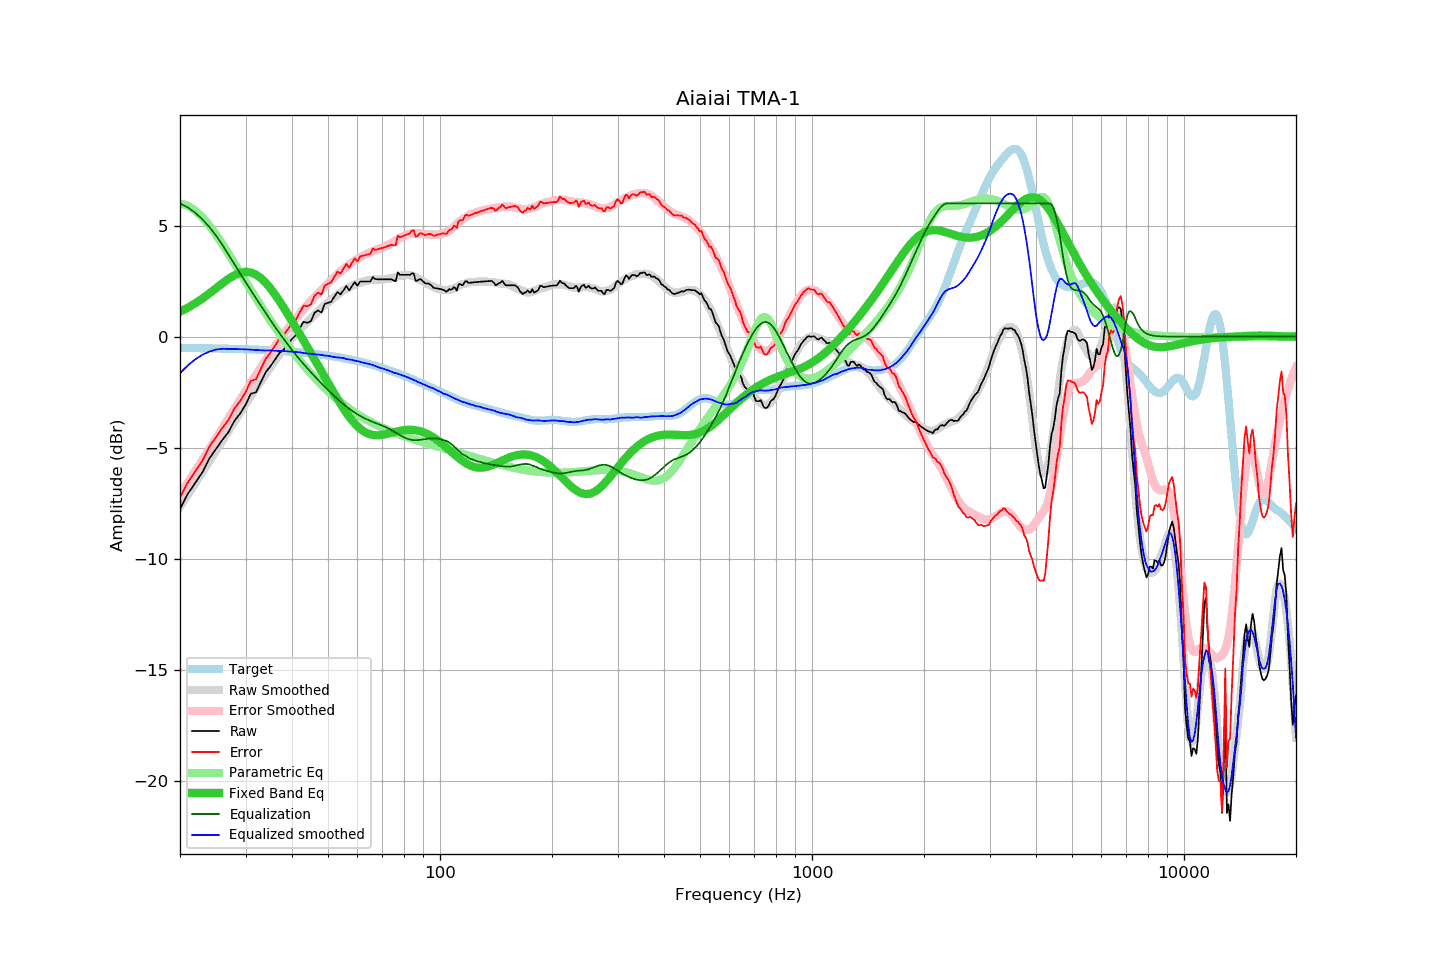 Aiaiai TMA-1
Amplitude (dBr)
5
0
−5
−10
−15
−20
Target
Raw Smoothed
Error Smoothed
Raw
Error
Parametric Eq
Fixed Band Eq
Equalization
Equalized smoothed
100
1000
10000
Frequency (Hz)